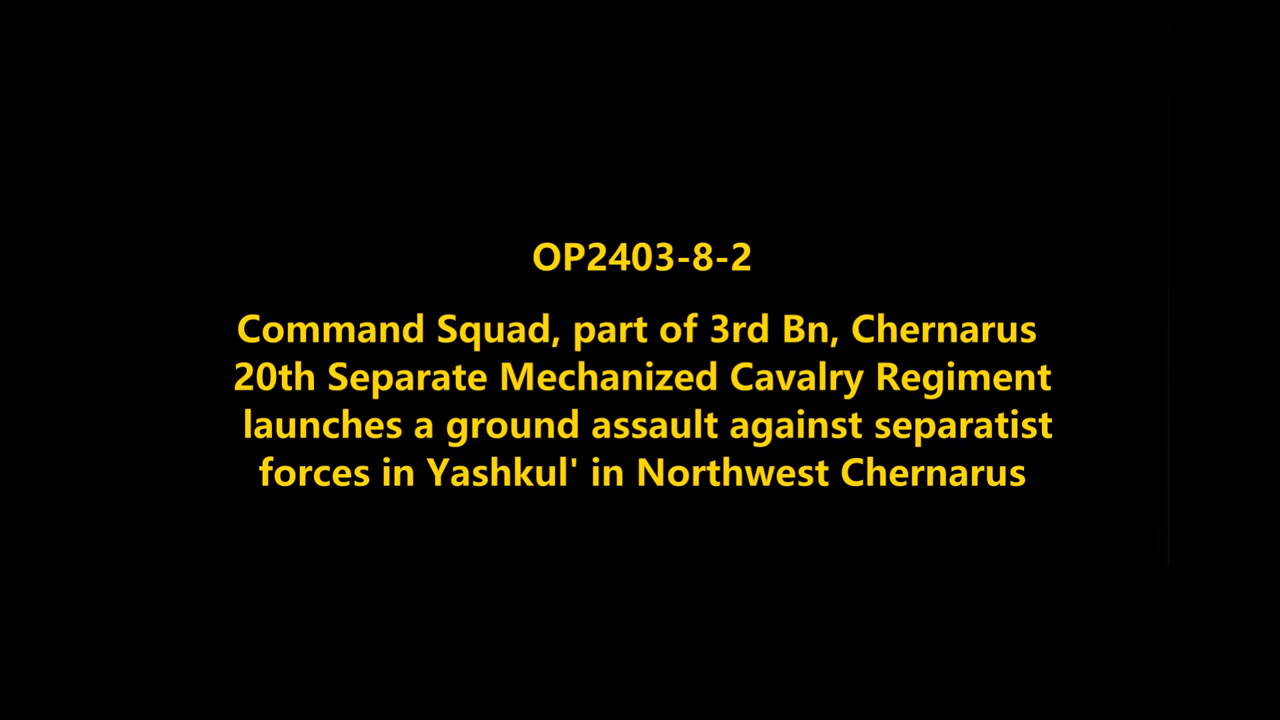 OP2403-8-2
Command Squad, part of 3rd Bn, Chernarus
20th Separate Mechanized Cavalry Regiment
launches a ground assault against separatist
forces in Yashkul' in Northwest Chernarus